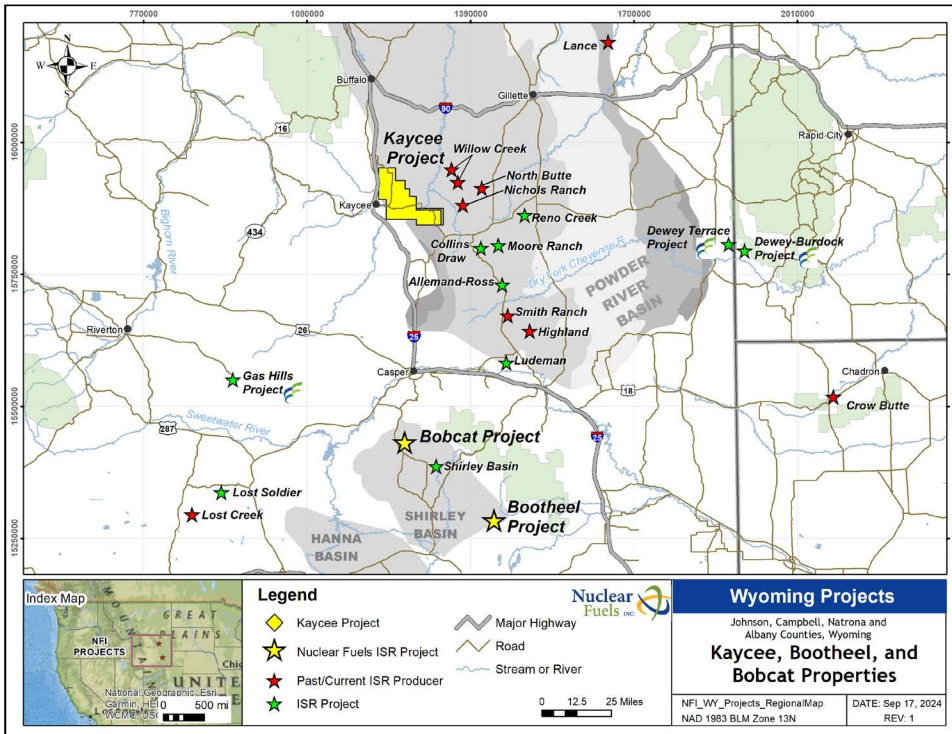 770000
1080000
1390000
1700000
2010000
16000000
15750000
15500000
15250000
N
W
E
S
Lance
Buffalo
Gillette
90
16
Rapid City
Kaycee
Project
Willow Creek
North Butte
Nichols Ranch
Kaycee
Reno Creek
Bighorn River
434
Collins
Draw
Moore Ranch
Dry Fork Cheyenne R.
Dewey Terrace
Project
Dewey-Burdock
Project
Allemand-Ross
POWDER
RIVER
BASIN
Smith Ranch
Highland
Riverton
26
25
Ludeman
Casper
18
Chadron
Gas Hills
Project
Crow Butte
Sweetwater River
287
25
Bobcat Project
Shirley Basin
Lost Soldier
Lost Creek
SHIRLEY
BASIN
Bootheel
Project
HANNA
BASIN
Index Map
NFI
PROJECTS
GREAT
PLAINS
MOUNTAIN
UNITE
Chic
National Geographic, Esri
Garmin, HE
WCMC, USG
0 500 mi
Legend
Kaycee Project
Nuclear Fuels ISR Project
Past/Current ISR Producer
ISR Project
Nuclear
Fuels INC.
Major Highway
Road
Stream or River
0 12.5 25 Miles
Wyoming Projects
Johnson, Campbell, Natrona and
Albany Counties, Wyoming
Kaycee, Bootheel, and
Bobcat Properties
NFI_WY_Projects_RegionalMap
NAD 1983 BLM Zone 13N
DATE: Sep 17, 2024
REV: 1